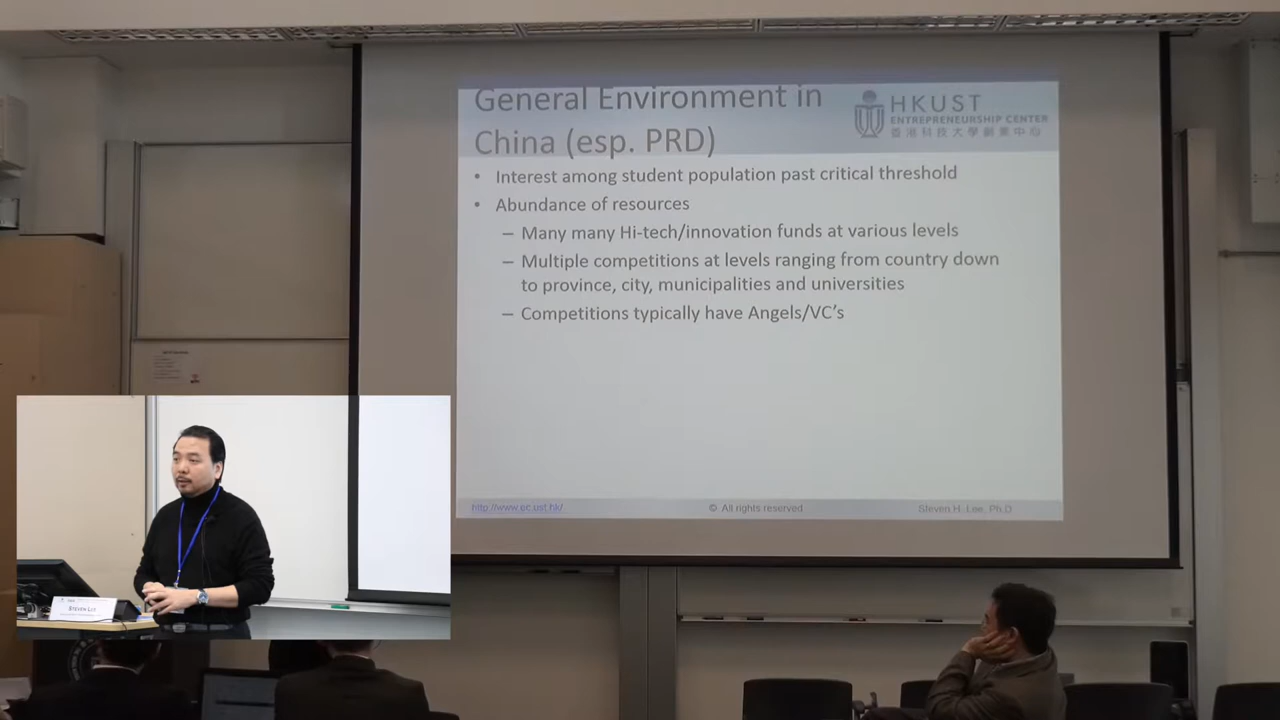 General Environment in
China (esp. PRD)
HKUST
ENTREPRENEURSHIP CENTER
香港科技大學創業中心
• Interest among student population past critical threshold
• Abundance of resources
– Many many Hi-tech/innovation funds at various levels
– Multiple competitions at levels ranging from country down
to province, city, municipalities and universities
– Competitions typically have Angels/VC's
http://www.ec.ust.hk/
© All rights reserved
Steven H. Lee, Ph.D
STEVEN LEE